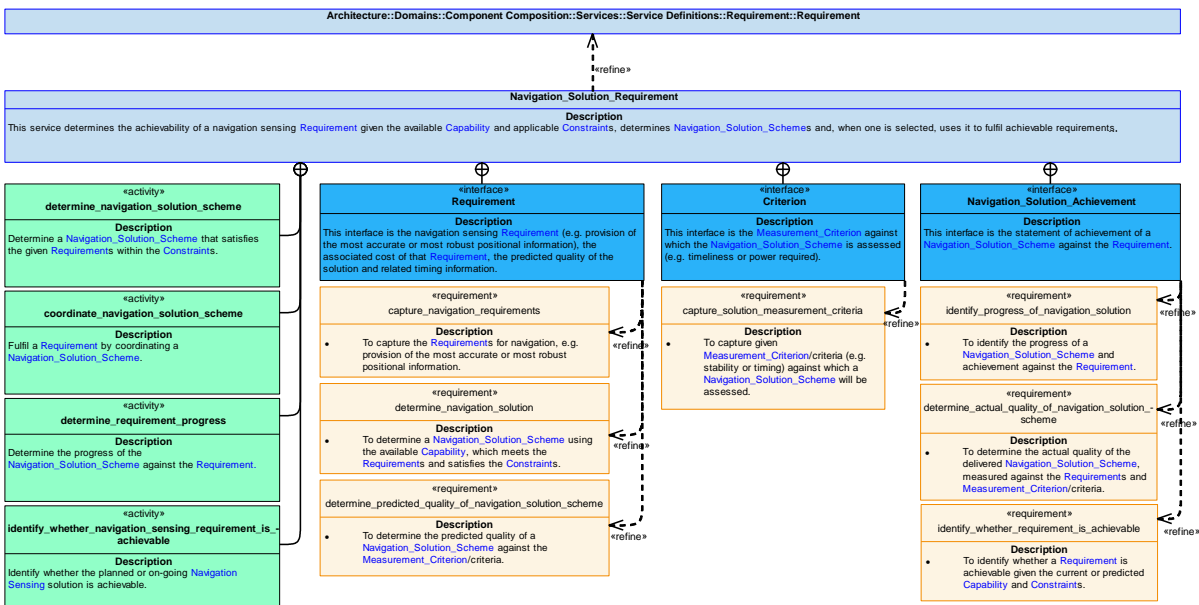 Architecture::Domains::Component Composition::Services::Service Definitions::Requirement::Requirement
«refine»
Navigation_Solution_Requirement
Description
This service determines the achievability of a navigation sensing Requirement given the available Capability and applicable Constraints, determines Navigation_Solution_Schemes and, when one is selected, uses it to fulfil achievable requirements.
«activity»
determine_navigation_solution_scheme
Description
Determine a Navigation_Solution_Scheme that satisfies
the given Requirements within the Constraints.
«activity»
coordinate_navigation_solution_scheme
Description
Fulfil a Requirement by coordinating a
Navigation_Solution_Scheme.
«activity»
determine_requirement_progress
Description
Determine the progress of the
Navigation_Solution_Scheme against the Requirement.
«activity»
identify_whether_navigation_sensing_requirement_is_-
achievable
Description
Identify whether the planned or on-going Navigation
Sensing solution is achievable.
«interface»
Requirement
Description
This interface is the navigation sensing Requirement (e.g. provision of
the most accurate or most robust positional information), the
associated cost of that Requirement, the predicted quality of the
solution and related timing information.
«requirement»
capture_navigation_requirements
Description
• To capture the Requirements for navigation, e.g.
provision of the most accurate or most robust
positional information.
«refine»
«requirement»
determine_navigation_solution
Description
• To determine a Navigation_Solution_Scheme using
the available Capability, which meets the
Requirements and satisfies the Constraints.
«refine»
«requirement»
determine_predicted_quality_of_navigation_solution_scheme
Description
• To determine the predicted quality of a
Navigation_Solution_Scheme against the
Measurement_Criterion/criteria.
«refine»
«interface»
Criterion
Description
This interface is the Measurement_Criterion against
which the Navigation_Solution_Scheme is assessed
(e.g. timeliness or power required).
«requirement»
capture_solution_measurement_criteria
Description
• To capture given
Measurement_Criterion/criteria (e.g.
stability or timing) against which a
Navigation_Solution_Scheme will be
assessed.
«refine»
«interface»
Navigation_Solution_Achievement
Description
This interface is the statement of achievement of a
Navigation_Solution_Scheme against the Requirement.
«requirement»
identify_progress_of_navigation_solution
Description
• To identify the progress of a
Navigation_Solution_Scheme and
achievement against the Requirement.
«refine»
«requirement»
determine_actual_quality_of_navigation_solution_-
scheme
Description
• To determine the actual quality of the
delivered Navigation_Solution_Scheme,
measured against the Requirements and
Measurement_Criterion/criteria.
«refine»
«requirement»
identify_whether_requirement_is_achievable
Description
• To identify whether a Requirement is
achievable given the current or predicted
Capability and Constraints.
«refine»